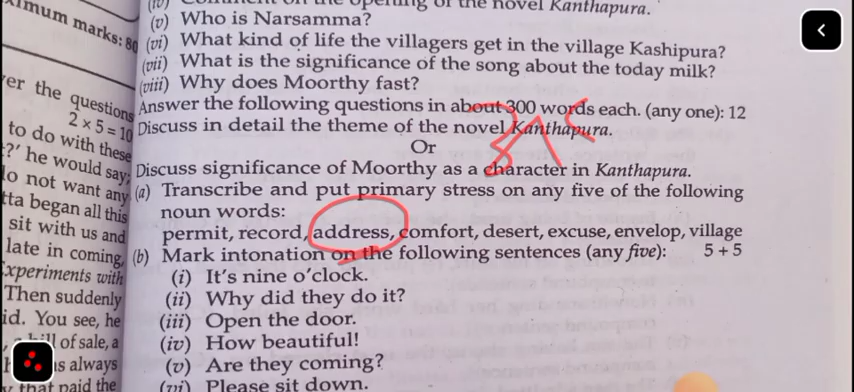 Comment on the opening of the novel Kanthapura.
(v) Who is Narsamma?
(vi) What kind of life the villagers get in the village Kashipura?
(vii) What is the significance of the song about the today milk?
(viii) Why does Moorthy fast?
Answer the following questions in about 300 words each. (any one): 12
Discuss in detail the theme of the novel Kanthapura.
Or
Discuss significance of Moorthy as a character in Kanthapura.
(a) Transcribe and put primary stress on any five of the following
noun words:
permit, record, address, comfort, desert, excuse, envelop, village
(b) Mark intonation on the following sentences (any five): 5 + 5
(i) It's nine o'clock.
(ii) Why did they do it?
(iii) Open the door.
(iv) How beautiful!
(v) Are they coming?
(vi) Please sit down.
ximum marks: 80
er the questions
2 × 5 = 10
to do with these
?' he would say;
lo not want any
tta began all this
sit with us and
late in coming,
xperiments with
Then suddenly
id. You see, he
bill of sale, a
as always
that paid the